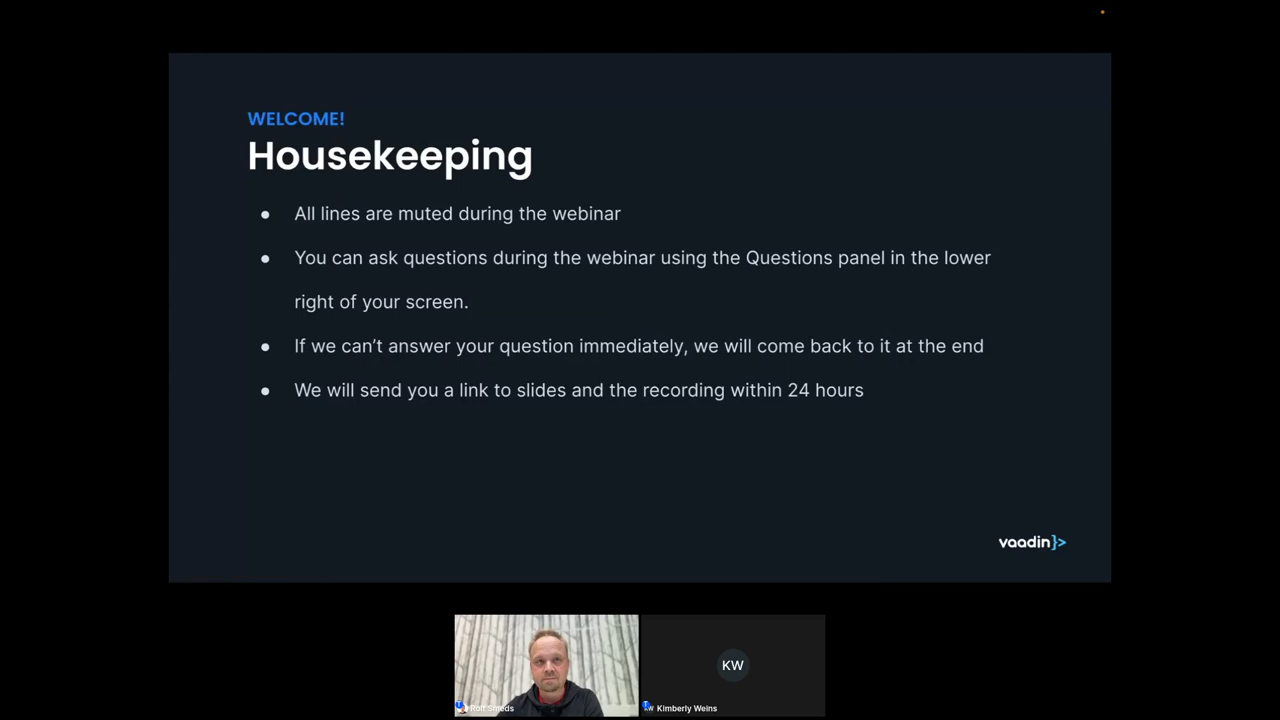 WELCOME!
Housekeeping
● All lines are muted during the webinar
● You can ask questions during the webinar using the Questions panel in the lower
right of your screen.
● If we can’t answer your question immediately, we will come back to it at the end
● We will send you a link to slides and the recording within 24 hours
vaadin}>
KW
Rolf Smeds
Kimberly Weins